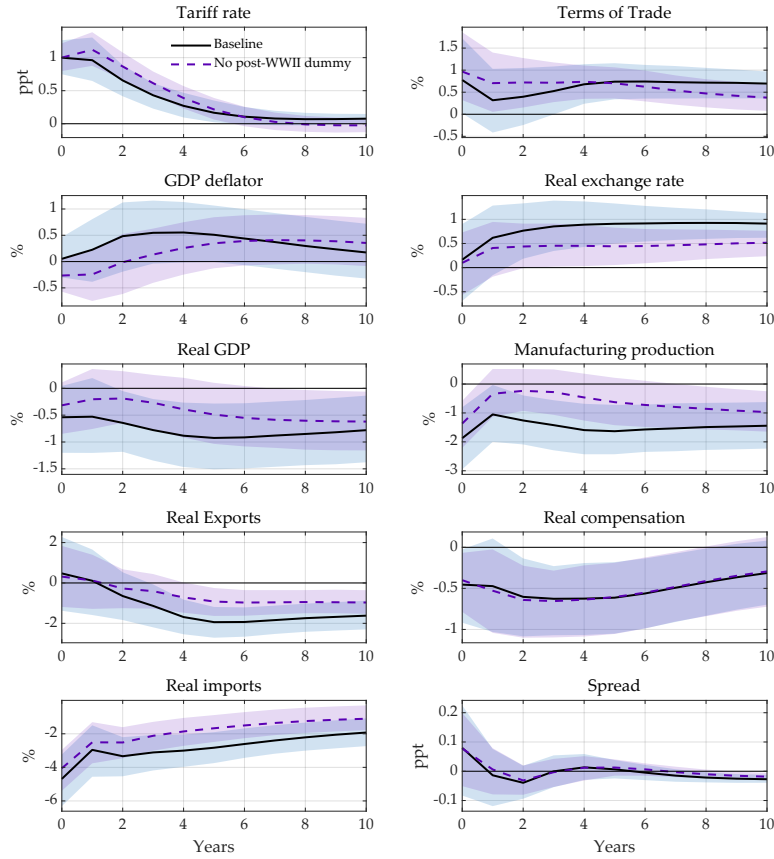 Tariff rate
ppt
1
0.5
0
0 2 4 6 8 10
Baseline
No post-WWII dummy
Terms of Trade
%
1.5
1
0.5
0
-0.5
0 2 4 6 8 10
GDP deflator
%
1
0.5
0
-0.5
0 2 4 6 8 10
Real exchange rate
%
1
0.5
0
-0.5
0 2 4 6 8 10
Real GDP
%
0
-0.5
-1
-1.5
0 2 4 6 8 10
Manufacturing production
%
0
-1
-2
-3
0 2 4 6 8 10
Real Exports
%
2
0
-2
0 2 4 6 8 10
Real compensation
%
0
-0.5
-1
0 2 4 6 8 10
Real imports
%
-2
-4
-6
0 2 4 6 8 10
Years
Spread
ppt
0.2
0.1
0
-0.1
0 2 4 6 8 10
Years